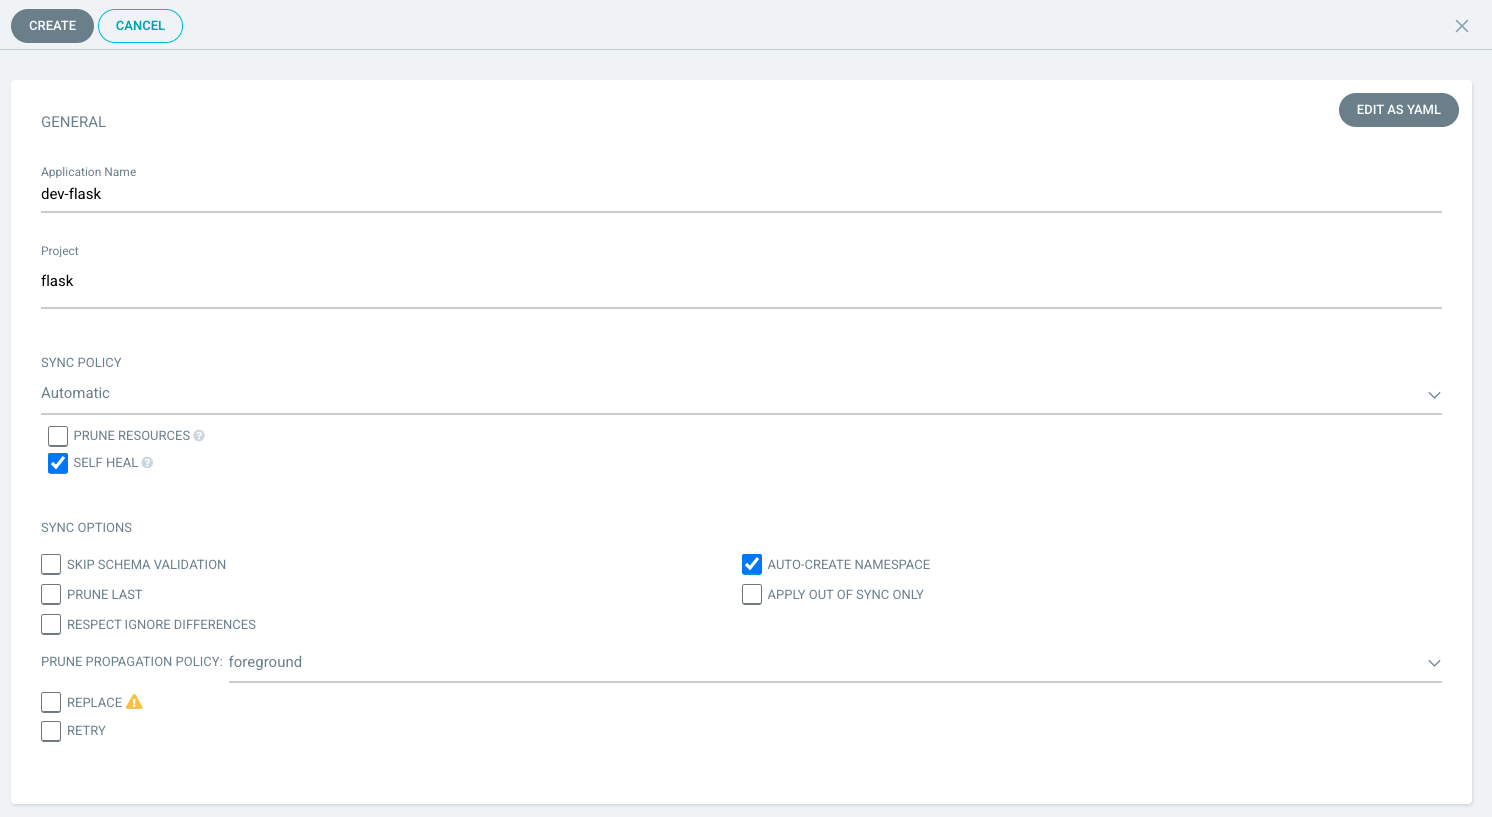 CREATE CANCEL
EDIT AS YAML
GENERAL
Application Name
dev-flask
Project
flask
SYNC POLICY
Automatic
PRUNE RESOURCES ?
SELF HEAL ?
SYNC OPTIONS
SKIP SCHEMA VALIDATION AUTO-CREATE NAMESPACE
PRUNE LAST APPLY OUT OF SYNC ONLY
RESPECT IGNORE DIFFERENCES
PRUNE PROPAGATION POLICY: foreground
REPLACE
RETRY